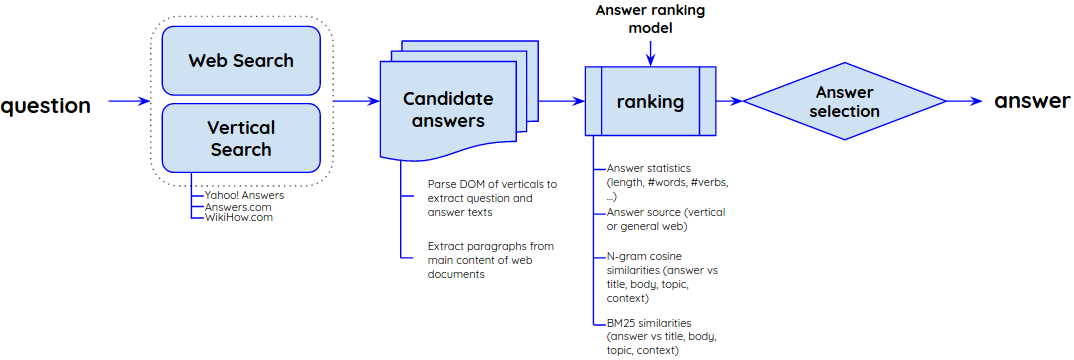 question
Web Search
Vertical
Search
Yahoo! Answers
Answers.com
WikiHow.com
Candidate
answers
Parse DOM of verticals to
extract question and
answer texts
Extract paragraphs from
main content of web
documents
Answer ranking
model
ranking
Answer statistics
(length, #words, #verbs,
...)
Answer source (vertical
or general web)
N-gram cosine
similarities (answer vs
title, body, topic,
context)
BM25 similarities
(answer vs title, body,
topic, context)
Answer
selection
answer